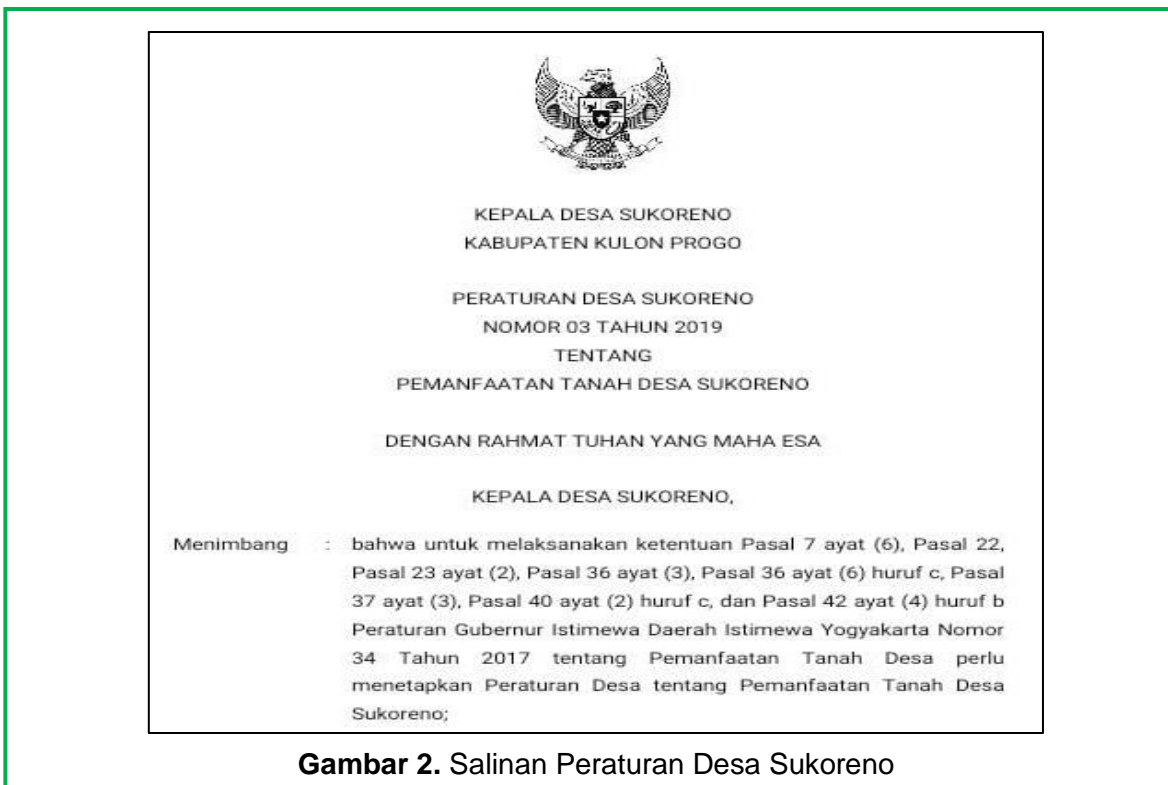 KEPALA DESA SUKORENO
KABUPATEN KULON PROGO
PERATURAN DESA SUKORENO
NOMOR 03 TAHUN 2019
TENTANG
PEMANFAATAN TANAH DESA SUKORENO
DENGAN RAHMAT TUHAN YANG MAHA ESA
KEPALA DESA SUKORENO,
Menimbang : bahwa untuk melaksanakan ketentuan Pasal 7 ayat (6), Pasal 22,
Pasal 23 ayat (2), Pasal 36 ayat (3), Pasal 36 ayat (6) huruf c, Pasal
37 ayat (3), Pasal 40 ayat (2) huruf c, dan Pasal 42 ayat (4) huruf b
Peraturan Gubernur Istimewa Daerah Istimewa Yogyakarta Nomor
34 Tahun 2017 tentang Pemanfaatan Tanah Desa perlu
menetapkan Peraturan Desa tentang Pemanfaatan Tanah Desa
Sukoreno;
Gambar 2. Salinan Peraturan Desa Sukoreno